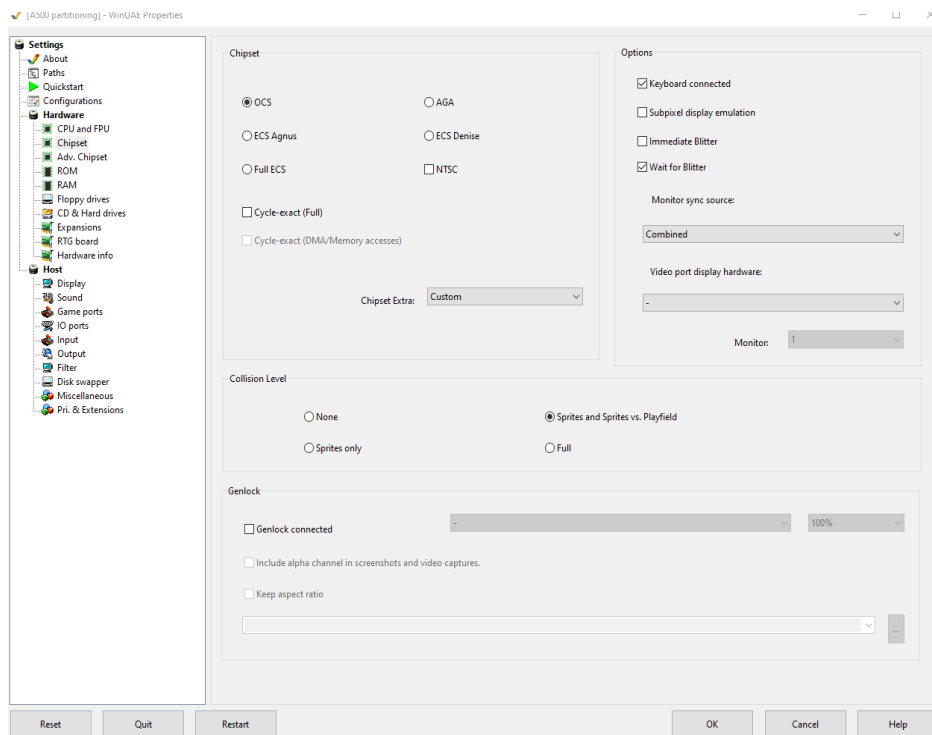 [A500 partitioning] - WinUAE Properties
Settings
About
Paths
Quickstart
Configurations
Hardware
CPU and FPU
Chipset
Adv. Chipset
ROM
RAM
Floppy drives
CD & Hard drives
Expansions
RTG board
Hardware info
Host
Display
Sound
Game ports
IO ports
Input
Output
Filter
Disk swapper
Miscellaneous
Pri. & Extensions
Chipset
OCS
AGA
ECS Agnus
ECS Denise
Full ECS
NTSC
Cycle-exact (Full)
Cycle-exact (DMA/Memory accesses)
Chipset Extra:
Custom
Options
Keyboard connected
Subpixel display emulation
Immediate Blitter
Wait for Blitter
Monitor sync source:
Combined
Video port display hardware:
-
Monitor:
1
Collision Level
None
Sprites and Sprites vs. Playfield
Sprites only
Full
Genlock
Genlock connected
-
100%
Include alpha channel in screenshots and video captures.
Keep aspect ratio
...
Reset
Quit
Restart
OK
Cancel
Help